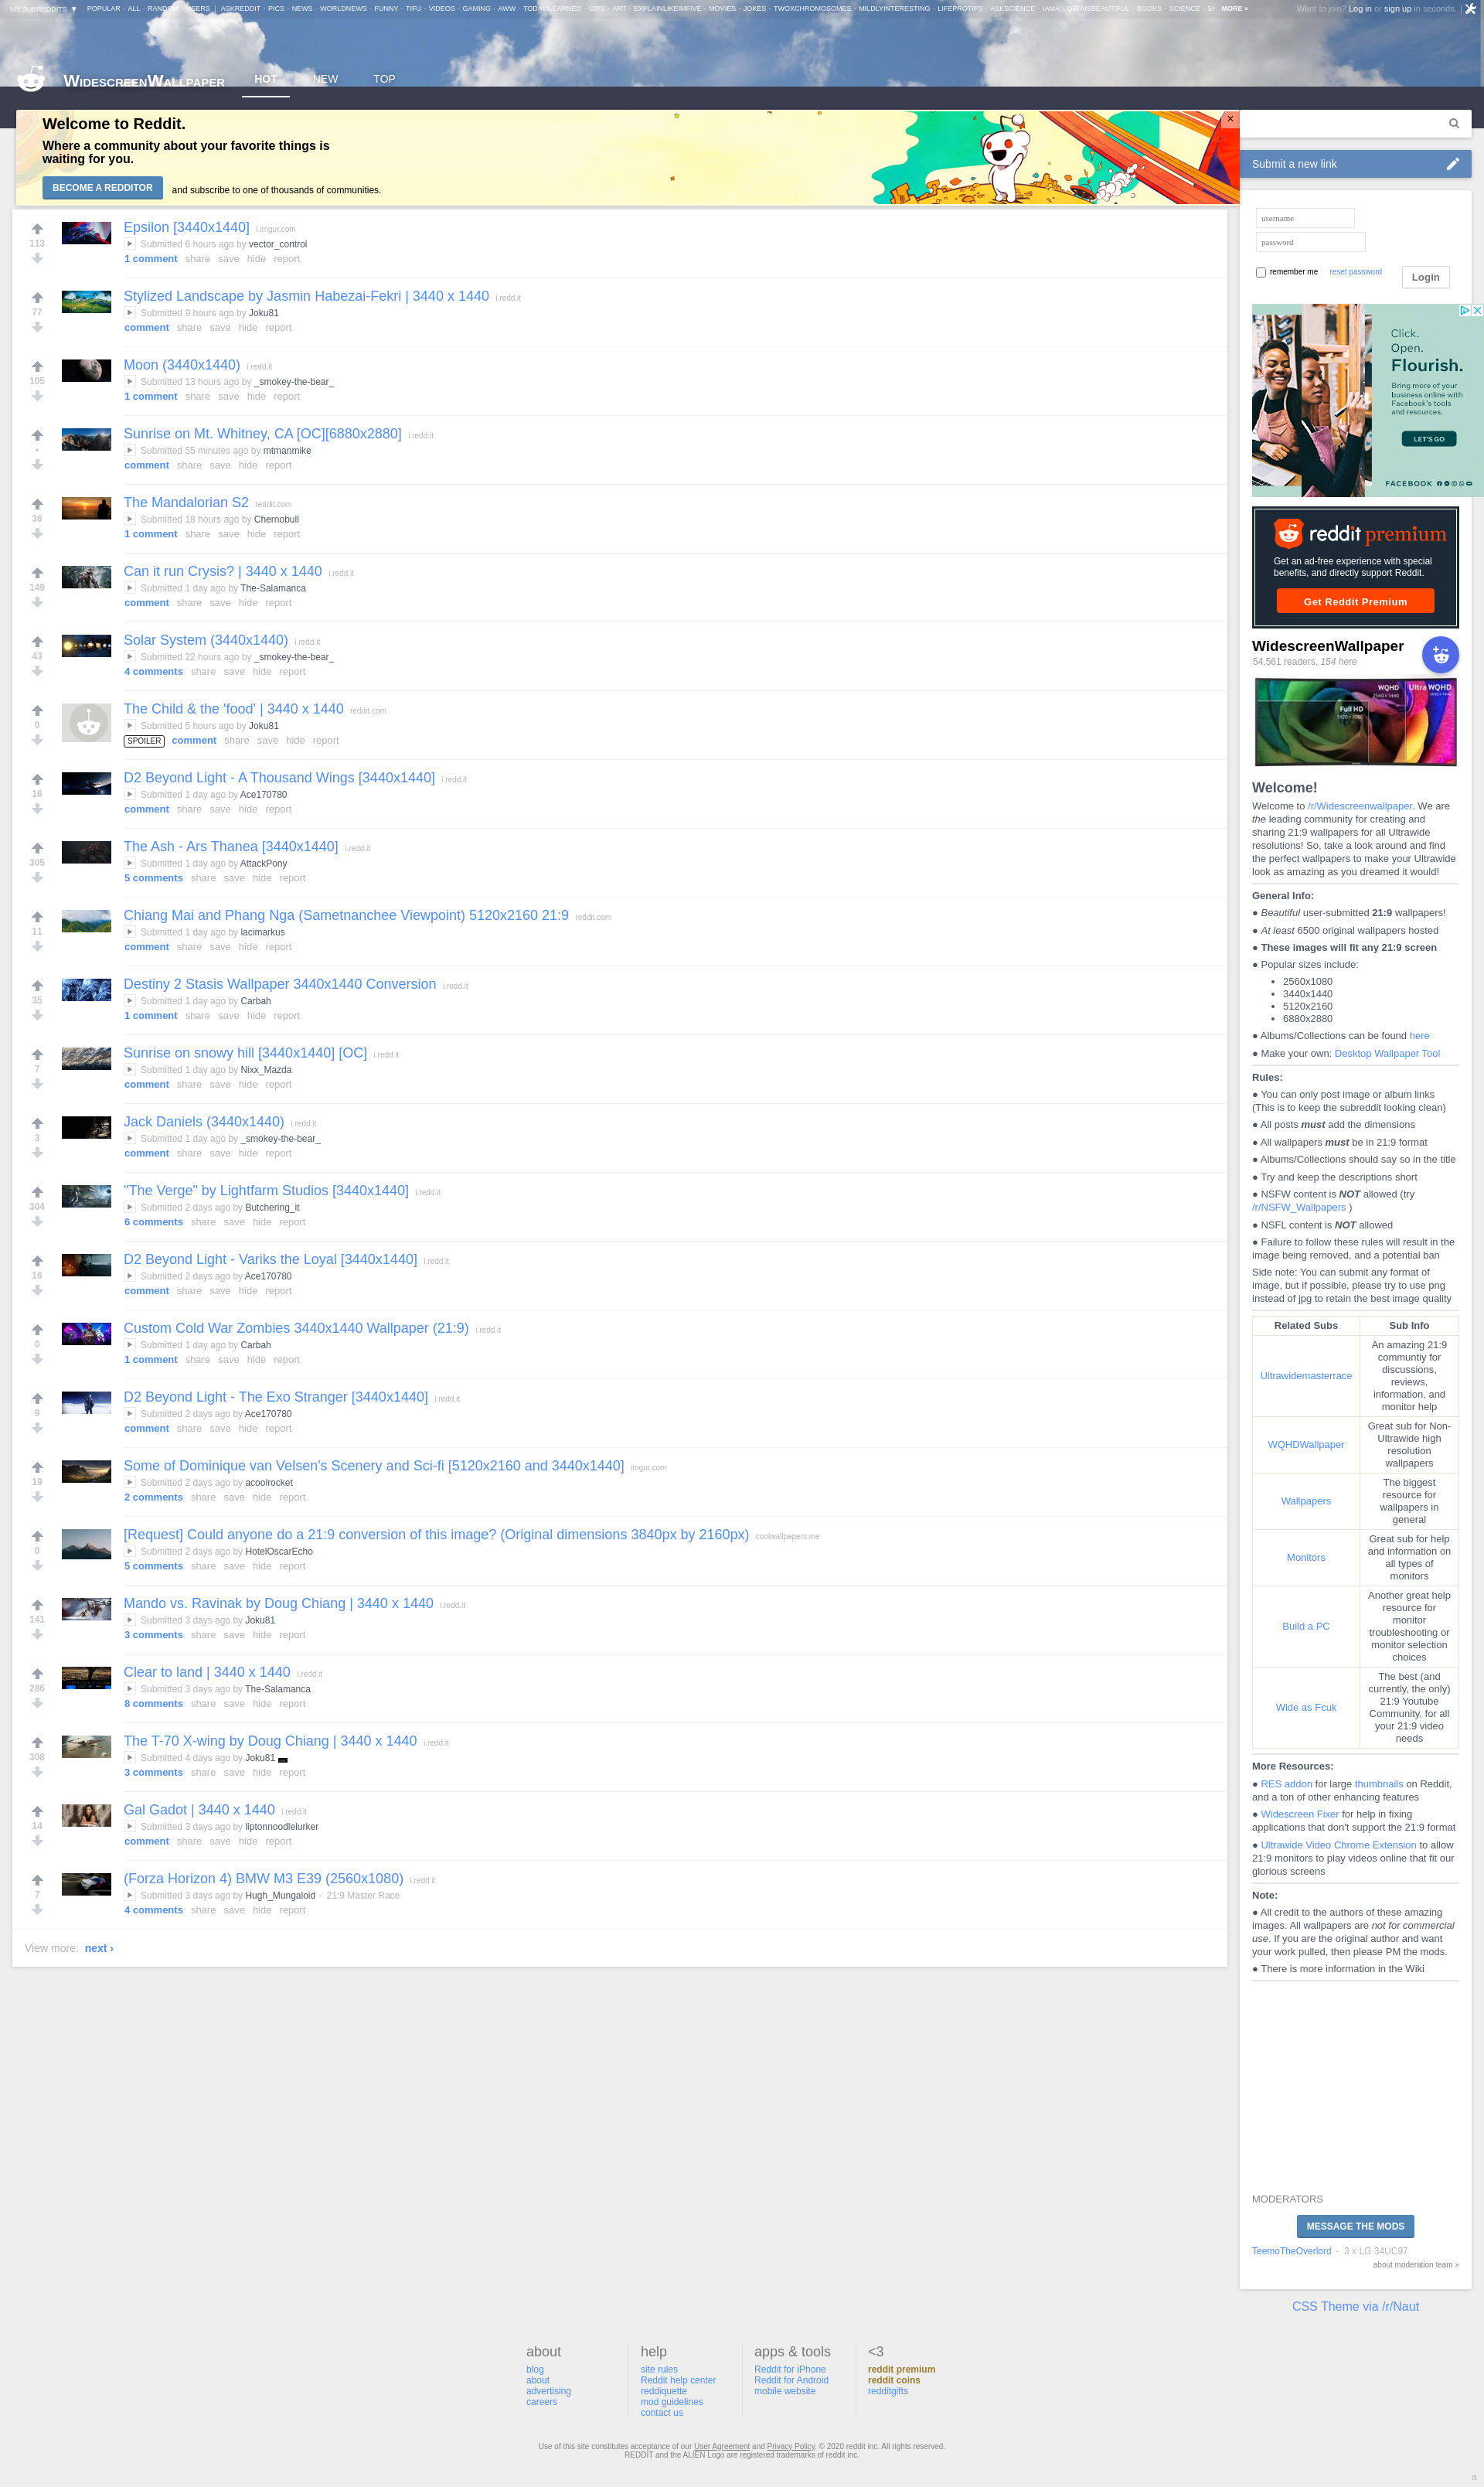 MY SUBREDDITS ▼ POPULAR - ALL - RANDOM - USERS | ASKREDDIT - PICS - NEWS - WORLDNEWS - FUNNY - TIFU - VIDEOS - GAMING - AWW - TODAYILEARNED - GIFS - ART - EXPLAINLIKEIMFIVE - MOVIES - JOKES - TWOXCHROMOSOMES - MILDLYINTERESTING - LIFEPROTIPS - ASKSCIENCE - IAMA - DATAISBEAUTIFUL - BOOKS - SCIENCE - SH MORE »
Want to join? Log in or sign up in seconds. |
WidescreenWallpaper HOT NEW TOP
Welcome to Reddit.
Where a community about your favorite things is
waiting for you.
BECOME A REDDITOR and subscribe to one of thousands of communities.
×
113
Epsilon [3440x1440] i.imgur.com
Submitted 6 hours ago by vector_control
1 comment share save hide report
77
Stylized Landscape by Jasmin Habezai-Fekri | 3440 x 1440 i.redd.it
Submitted 9 hours ago by Joku81
comment share save hide report
105
Moon (3440x1440) i.redd.it
Submitted 13 hours ago by _smokey-the-bear_
1 comment share save hide report
•
Sunrise on Mt. Whitney, CA [OC][6880x2880] i.redd.it
Submitted 55 minutes ago by mtmanmike
comment share save hide report
36
The Mandalorian S2 reddit.com
Submitted 18 hours ago by Chernobull
1 comment share save hide report
149
Can it run Crysis? | 3440 x 1440 i.redd.it
Submitted 1 day ago by The-Salamanca
comment share save hide report
43
Solar System (3440x1440) i.redd.it
Submitted 22 hours ago by _smokey-the-bear_
4 comments share save hide report
0
The Child & the 'food' | 3440 x 1440 reddit.com
Submitted 5 hours ago by Joku81
SPOILER comment share save hide report
16
D2 Beyond Light - A Thousand Wings [3440x1440] i.redd.it
Submitted 1 day ago by Ace170780
comment share save hide report
305
The Ash - Ars Thanea [3440x1440] i.redd.it
Submitted 1 day ago by AttackPony
5 comments share save hide report
11
Chiang Mai and Phang Nga (Sametnanchee Viewpoint) 5120x2160 21:9 reddit.com
Submitted 1 day ago by lacimarkus
comment share save hide report
35
Destiny 2 Stasis Wallpaper 3440x1440 Conversion i.redd.it
Submitted 1 day ago by Carbah
1 comment share save hide report
7
Sunrise on snowy hill [3440x1440] [OC] i.redd.it
Submitted 1 day ago by Nixx_Mazda
comment share save hide report
3
Jack Daniels (3440x1440) i.redd.it
Submitted 1 day ago by _smokey-the-bear_
comment share save hide report
304
"The Verge" by Lightfarm Studios [3440x1440] i.redd.it
Submitted 2 days ago by Butchering_it
6 comments share save hide report
16
D2 Beyond Light - Variks the Loyal [3440x1440] i.redd.it
Submitted 2 days ago by Ace170780
comment share save hide report
0
Custom Cold War Zombies 3440x1440 Wallpaper (21:9) i.redd.it
Submitted 1 day ago by Carbah
1 comment share save hide report
9
D2 Beyond Light - The Exo Stranger [3440x1440] i.redd.it
Submitted 2 days ago by Ace170780
comment share save hide report
19
Some of Dominique van Velsen's Scenery and Sci-fi [5120x2160 and 3440x1440] imgur.com
Submitted 2 days ago by acoolrocket
2 comments share save hide report
0
[Request] Could anyone do a 21:9 conversion of this image? (Original dimensions 3840px by 2160px) coolwallpapers.me
Submitted 2 days ago by HotelOscarEcho
5 comments share save hide report
141
Mando vs. Ravinak by Doug Chiang | 3440 x 1440 i.redd.it
Submitted 3 days ago by Joku81
3 comments share save hide report
286
Clear to land | 3440 x 1440 i.redd.it
Submitted 3 days ago by The-Salamanca
8 comments share save hide report
308
The T-70 X-wing by Doug Chiang | 3440 x 1440 i.redd.it
Submitted 4 days ago by Joku81
3 comments share save hide report
14
Gal Gadot | 3440 x 1440 i.redd.it
Submitted 3 days ago by liptonnoodlelurker
comment share save hide report
7
(Forza Horizon 4) BMW M3 E39 (2560x1080) i.redd.it
Submitted 3 days ago by Hugh_Mungaloid - 21:9 Master Race
4 comments share save hide report
View more: next ›
Submit a new link
username
password
remember me reset password Login
Click.
Open.
Flourish.
Bring more of your
business online with
Facebook's tools
and resources.
LET'S GO
FACEBOOK
reddit premium
Get an ad-free experience with special
benefits, and directly support Reddit.
Get Reddit Premium
WidescreenWallpaper
54,561 readers, 154 here
WQHD
2560 x 1440
Ultra WQHD
3440 x 1440
Full HD
1920 x 1080
Welcome!
Welcome to /r/Widescreenwallpaper. We are
the leading community for creating and
sharing 21:9 wallpapers for all Ultrawide
resolutions! So, take a look around and find
the perfect wallpapers to make your Ultrawide
look as amazing as you dreamed it would!
General Info:
● Beautiful user-submitted 21:9 wallpapers!
● At least 6500 original wallpapers hosted
● These images will fit any 21:9 screen
● Popular sizes include:
• 2560x1080
• 3440x1440
• 5120x2160
• 6880x2880
● Albums/Collections can be found here
● Make your own: Desktop Wallpaper Tool
Rules:
● You can only post image or album links
(This is to keep the subreddit looking clean)
● All posts must add the dimensions
● All wallpapers must be in 21:9 format
● Albums/Collections should say so in the title
● Try and keep the descriptions short
● NSFW content is NOT allowed (try
/r/NSFW_Wallpapers )
● NSFL content is NOT allowed
● Failure to follow these rules will result in the
image being removed, and a potential ban
Side note: You can submit any format of
image, but if possible, please try to use png
instead of jpg to retain the best image quality
Related Subs Sub Info
Ultrawidemasterrace
An amazing 21:9
communtiy for
discussions,
reviews,
information, and
monitor help
WQHDWallpaper
Great sub for Non-
Ultrawide high
resolution
wallpapers
Wallpapers
The biggest
resource for
wallpapers in
general
Monitors
Great sub for help
and information on
all types of
monitors
Build a PC
Another great help
resource for
monitor
troubleshooting or
monitor selection
choices
Wide as Fcuk
The best (and
currently, the only)
21:9 Youtube
Community, for all
your 21:9 video
needs
More Resources:
● RES addon for large thumbnails on Reddit,
and a ton of other enhancing features
● Widescreen Fixer for help in fixing
applications that don't support the 21:9 format
● Ultrawide Video Chrome Extension to allow
21:9 monitors to play videos online that fit our
glorious screens
Note:
● All credit to the authors of these amazing
images. All wallpapers are not for commercial
use. If you are the original author and want
your work pulled, then please PM the mods.
● There is more information in the Wiki
MODERATORS
MESSAGE THE MODS
TeemoTheOverlord - 3 x LG 34UC97
about moderation team »
CSS Theme via /r/Naut
about
blog
about
advertising
careers
help
site rules
Reddit help center
reddiquette
mod guidelines
contact us
apps & tools
Reddit for iPhone
Reddit for Android
mobile website
<3
reddit premium
reddit coins
redditgifts
Use of this site constitutes acceptance of our User Agreement and Privacy Policy. © 2020 reddit inc. All rights reserved.
REDDIT and the ALIEN Logo are registered trademarks of reddit inc.
π